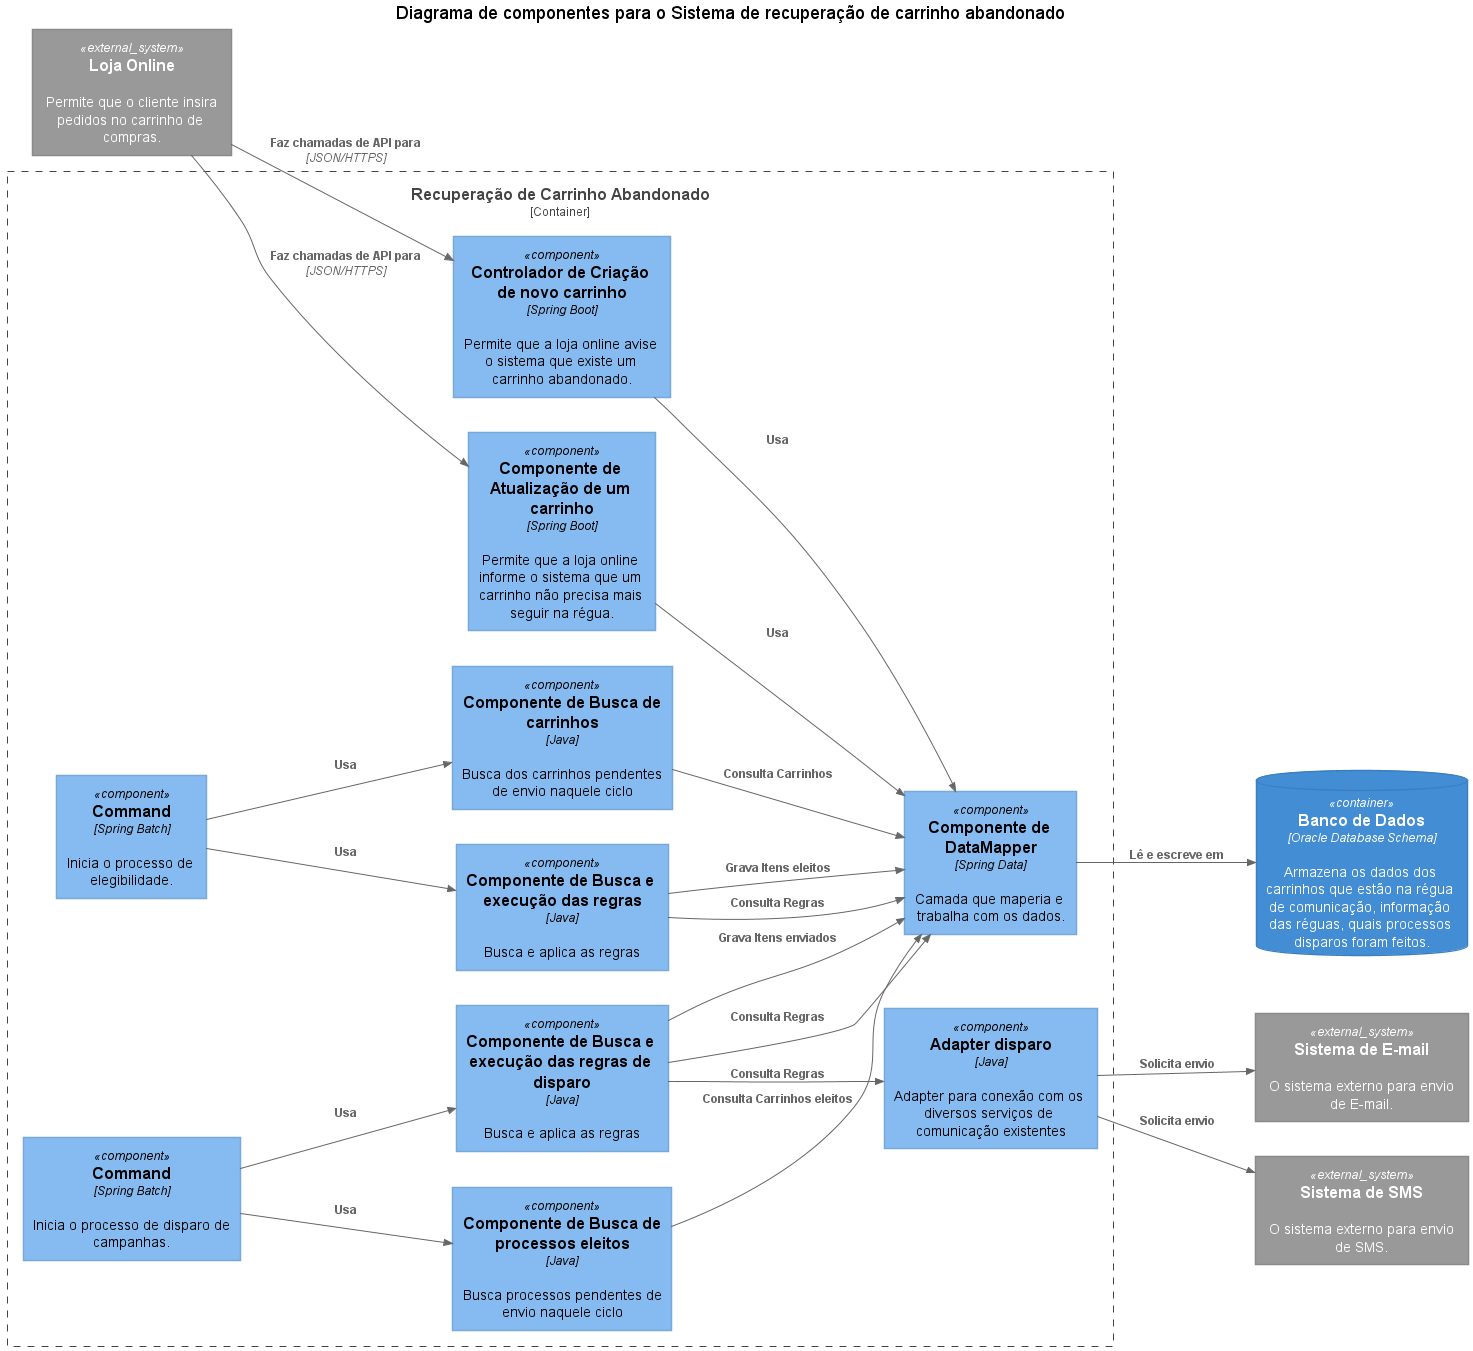 Diagrama de componentes para o Sistema de recuperação de carrinho abandonado
«external_system»
Loja Online
Permite que o cliente insira
pedidos no carrinho de
compras.
Faz chamadas de API para
[JSON/HTTPS]
Recuperação de Carrinho Abandonado
[Container]
«component»
Controlador de Criação
de novo carrinho
[Spring Boot]
Permite que a loja online avise
o sistema que existe um
carrinho abandonado.
Faz chamadas de API para
[JSON/HTTPS]
Usa
«component»
Componente de
Atualização de um
carrinho
[Spring Boot]
Permite que a loja online
informe o sistema que um
carrinho não precisa mais
seguir na régua.
Usa
«component»
Componente de Busca de
carrinhos
[Java]
Busca dos carrinhos pendentes
de envio naquele ciclo
Usa
Consulta Carrinhos
«component»
Command
[Spring Batch]
Inicia o processo de
elegibilidade.
Usa
«component»
Componente de Busca e
execução das regras
[Java]
Busca e aplica as regras
Grava Itens eleitos
Consulta Regras
«component»
Componente de
DataMapper
[Spring Data]
Camada que maperia e
trabalha com os dados.
Lê e escreve em
«container»
Banco de Dados
[Oracle Database Schema]
Armazena os dados dos
carrinhos que estão na régua
de comunicação, informação
das réguas, quais processos
disparos foram feitos.
Grava Itens enviados
Consulta Regras
Consulta Regras
Consulta Carrinhos eleitos
«component»
Componente de Busca e
execução das regras de
disparo
[Java]
Busca e aplica as regras
«component»
Adapter disparo
[Java]
Adapter para conexão com os
diversos serviços de
comunicação existentes
Solicita envio
«external_system»
Sistema de E-mail
O sistema externo para envio
de E-mail.
Solicita envio
«external_system»
Sistema de SMS
O sistema externo para envio
de SMS.
Usa
«component»
Command
[Spring Batch]
Inicia o processo de disparo de
campanhas.
Usa
«component»
Componente de Busca de
processos eleitos
[Java]
Busca processos pendentes de
envio naquele ciclo